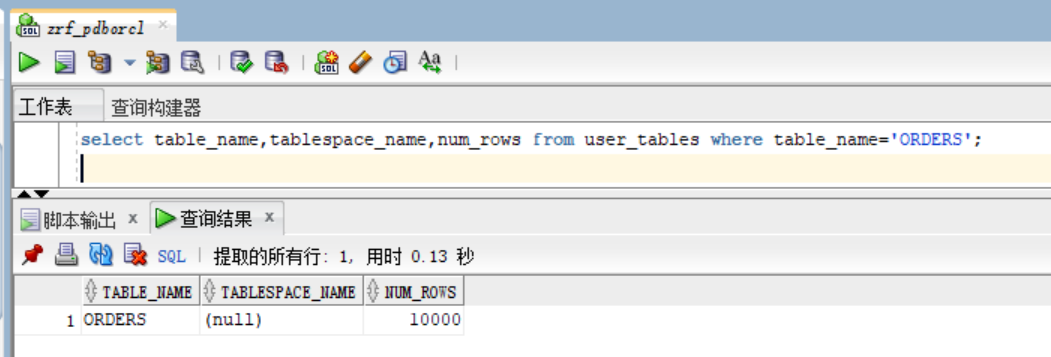 zrf_pdborcl
工作表 查询构建器
select table_name,tablespace_name,num_rows from user_tables where table_name='ORDERS';
脚本输出 × 查询结果 ×
SQL | 提取的所有行: 1, 用时 0.13 秒
TABLE_NAME TABLESPACE_NAME NUM_ROWS
1 ORDERS (null) 10000